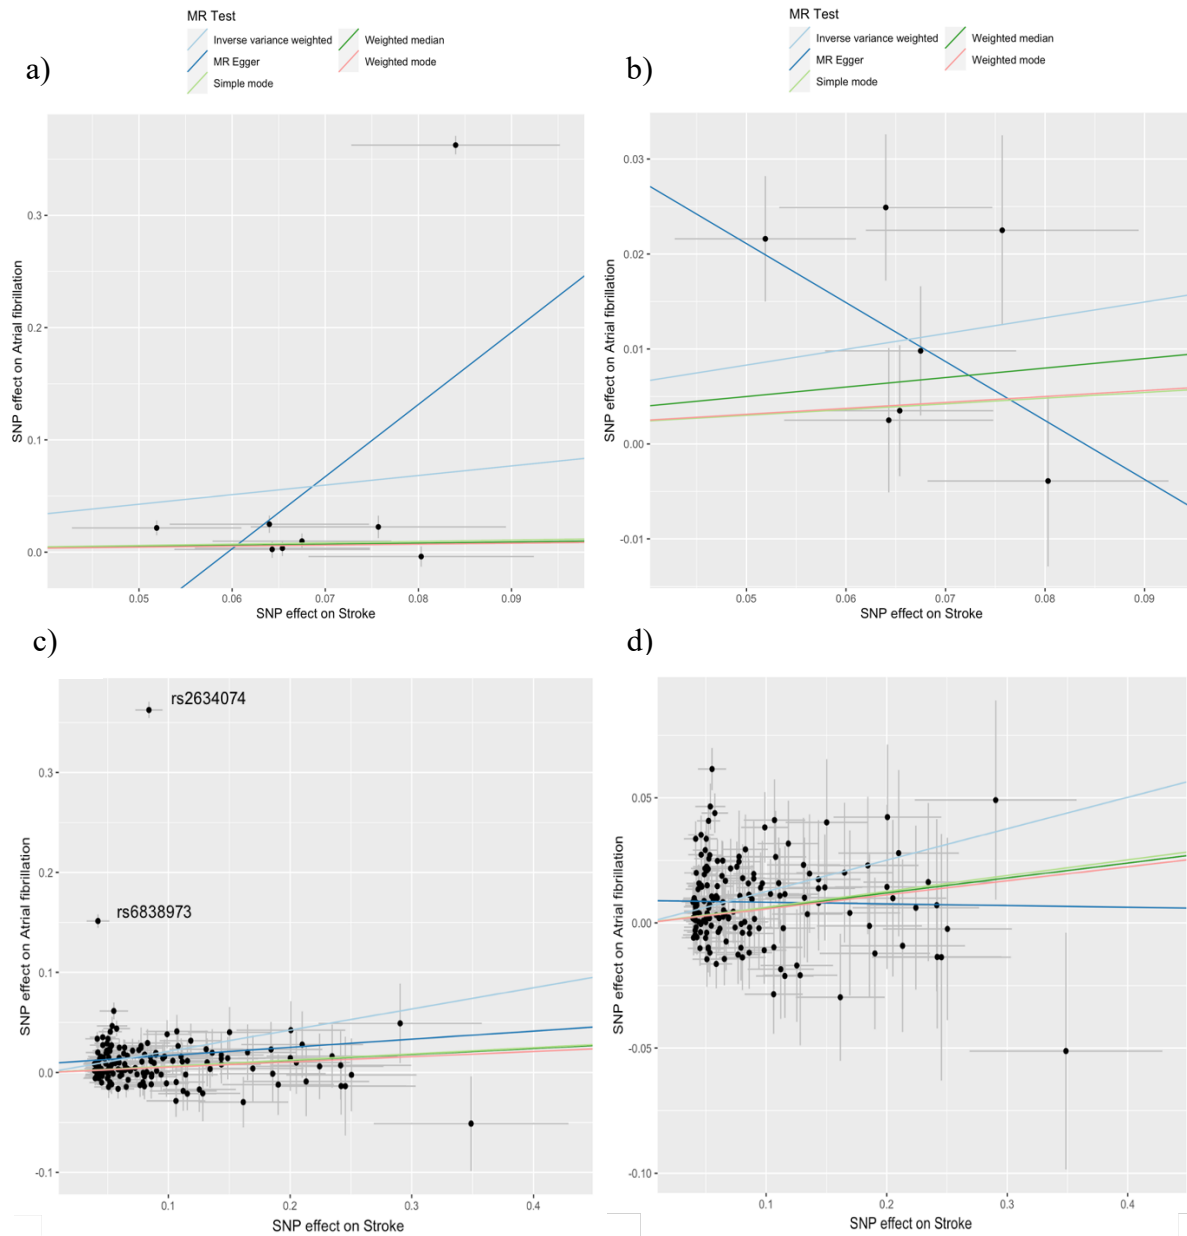 MR Test
Inverse variance weighted
Weighted median
MR Egger
Weighted mode
Simple mode
a)
0.3
0.2
0.1
0.0
SNP effect on Atrial fibrillation
0.05
0.06
0.07
0.08
0.09
SNP effect on Stroke
MR Test
Inverse variance weighted
Weighted median
MR Egger
Weighted mode
Simple mode
b)
0.03
0.02
0.01
0.00
-0.01
SNP effect on Atrial fibrillation
0.05
0.06
0.07
0.08
0.09
SNP effect on Stroke
c)
rs2634074
rs6838973
0.3
0.2
0.1
0.0
-0.1
SNP effect on Atrial fibrillation
0.1
0.2
0.3
0.4
SNP effect on Stroke
d)
0.05
0.00
-0.05
-0.10
SNP effect on Atrial fibrillation
0.1
0.2
0.3
0.4
SNP effect on Stroke